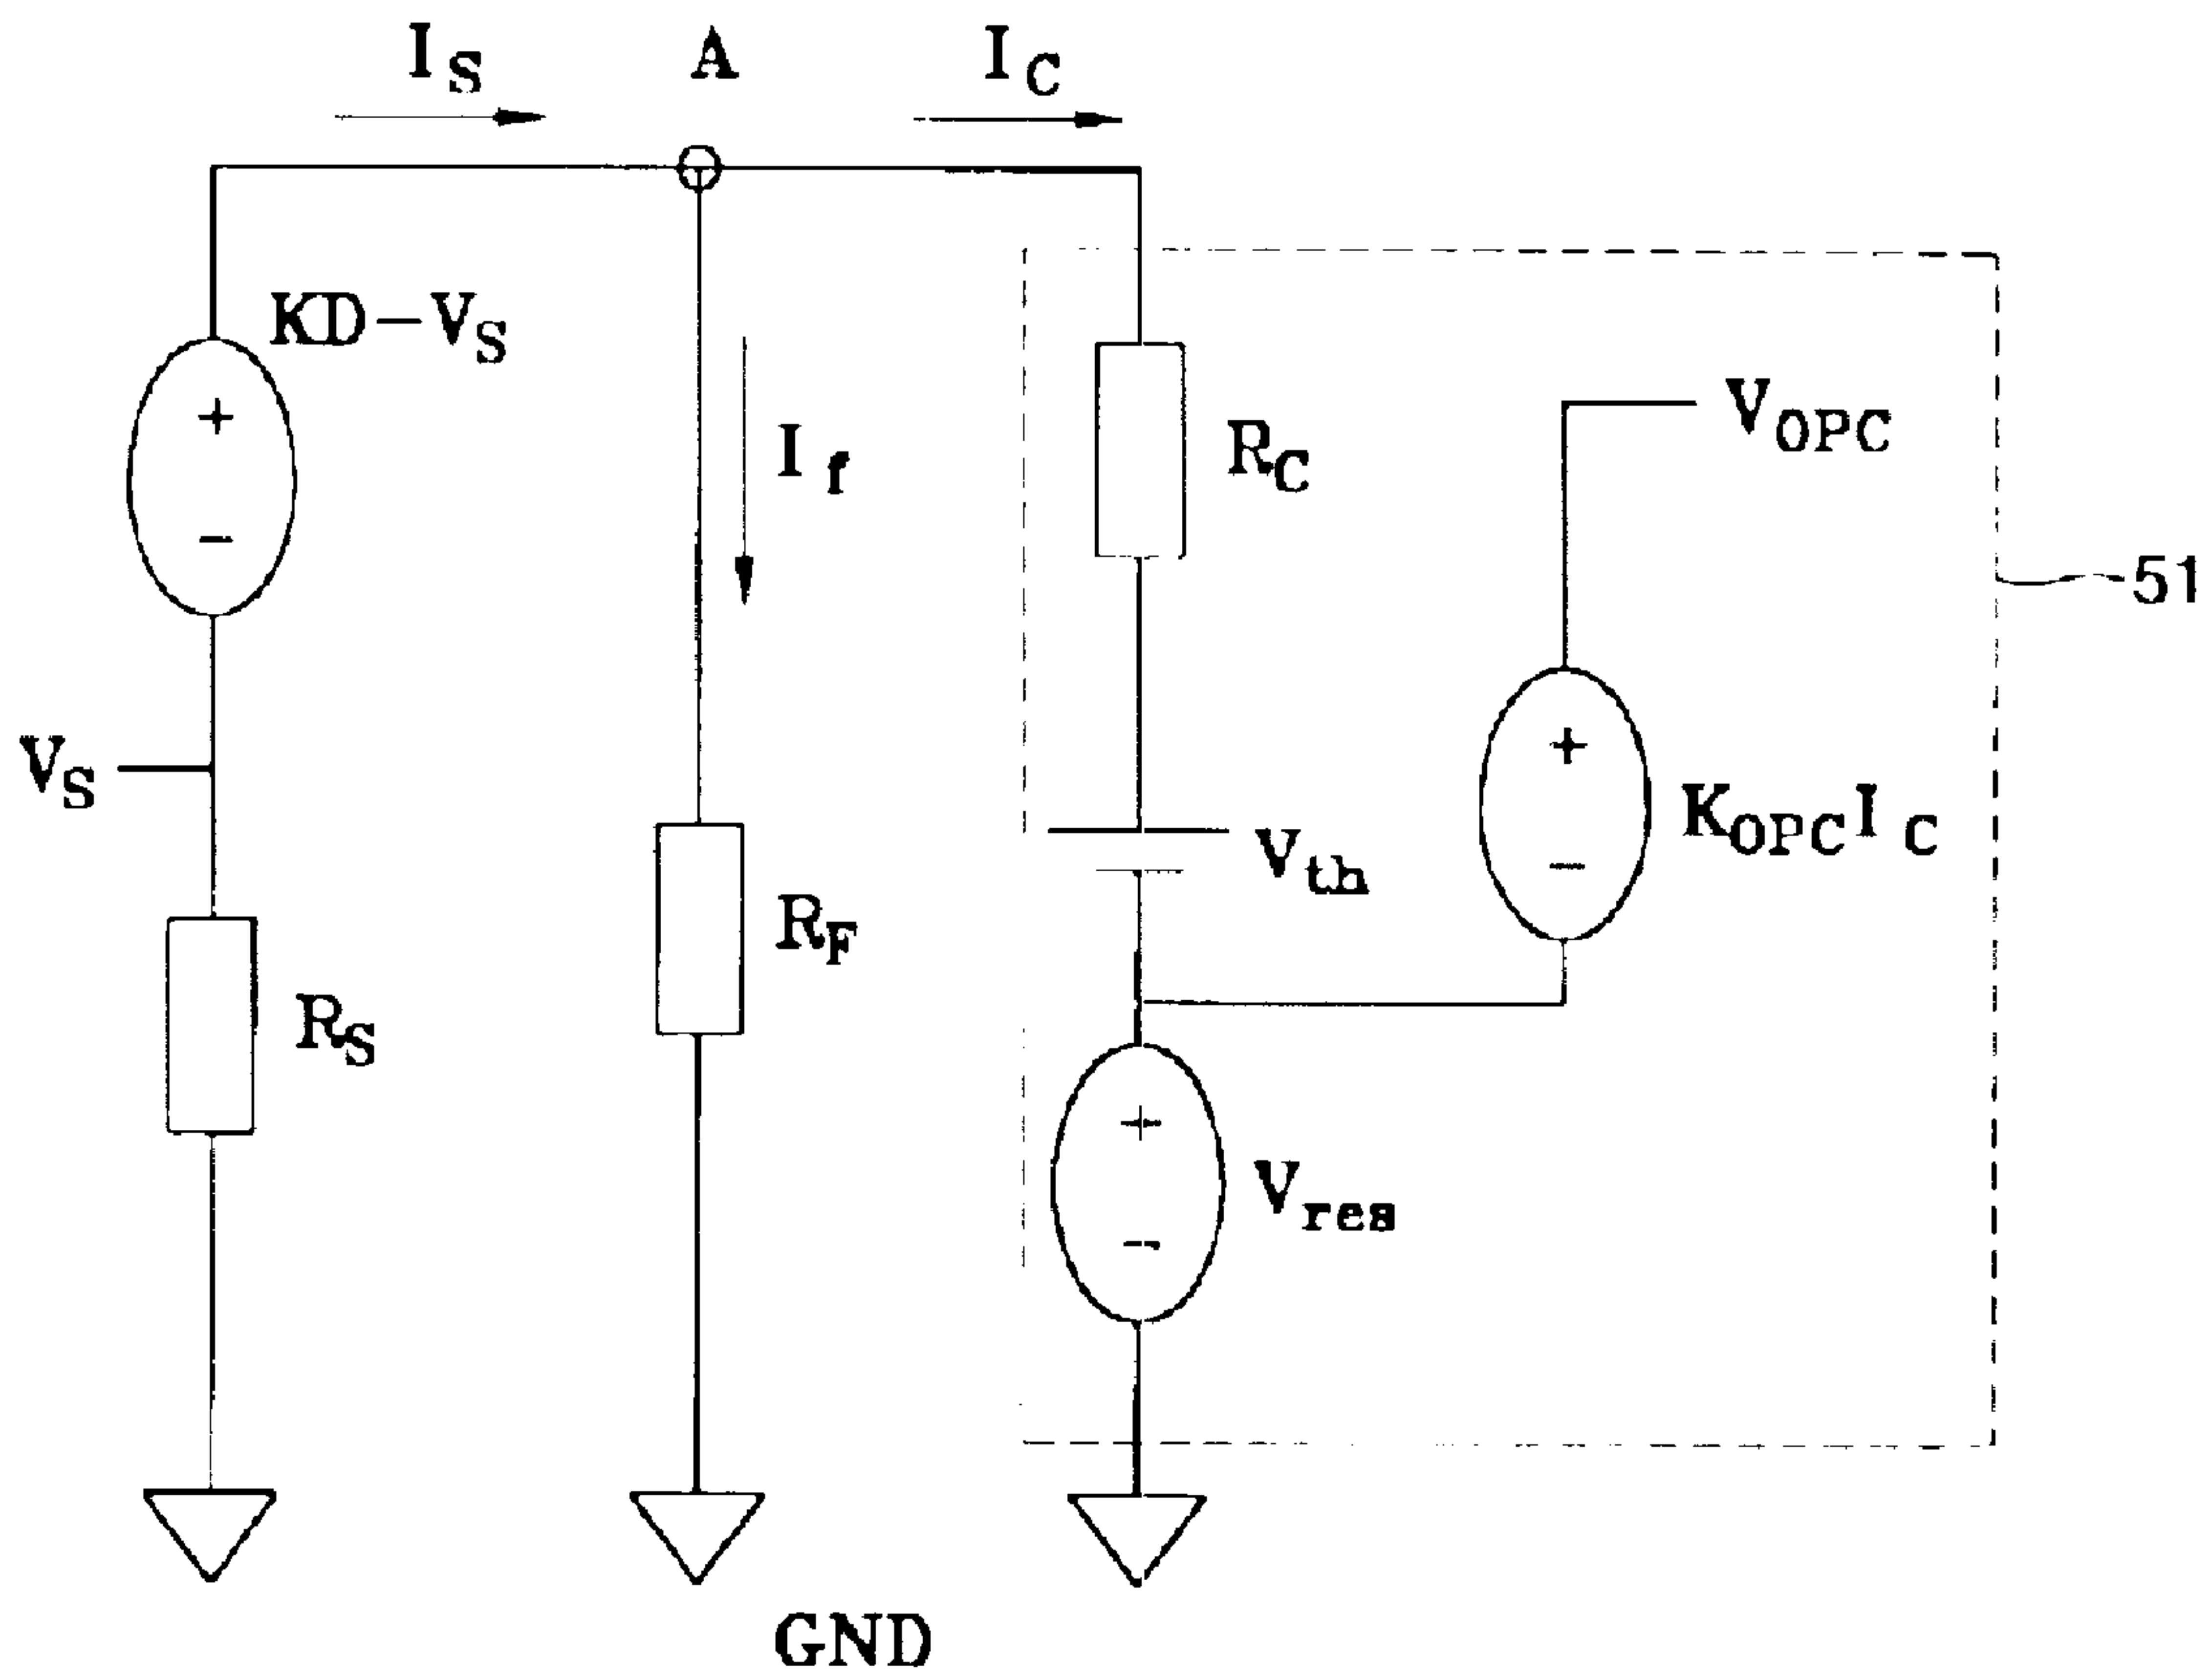 I_S
A
I_C
KD-V_S
I_f
R_C
V_OPC
51
V_S
V_th
K_OPC I_C
R_F
R_S
V_res
GND
+
-
+
-
+
-